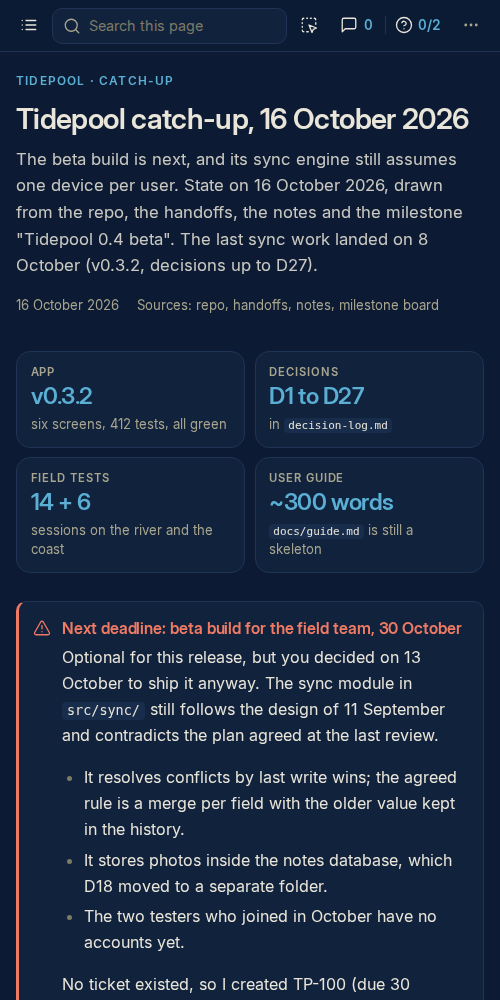 Search this page
0
0/2
TIDEPOOL · CATCH-UP
Tidepool catch-up, 16 October 2026
The beta build is next, and its sync engine still assumes
one device per user. State on 16 October 2026, drawn
from the repo, the handoffs, the notes and the milestone
"Tidepool 0.4 beta". The last sync work landed on 8
October (v0.3.2, decisions up to D27).
16 October 2026 Sources: repo, handoffs, notes, milestone board
APP
v0.3.2
six screens, 412 tests, all green
DECISIONS
D1 to D27
in decision-log.md
FIELD TESTS
14 + 6
sessions on the river and the
coast
USER GUIDE
~300 words
docs/guide.md is still a
skeleton
Next deadline: beta build for the field team, 30 October
Optional for this release, but you decided on 13
October to ship it anyway. The sync module in
src/sync/ still follows the design of 11 September
and contradicts the plan agreed at the last review.
• It resolves conflicts by last write wins; the agreed
rule is a merge per field with the older value kept
in the history.
• It stores photos inside the notes database, which
D18 moved to a separate folder.
• The two testers who joined in October have no
accounts yet.
No ticket existed, so I created TP-100 (due 30